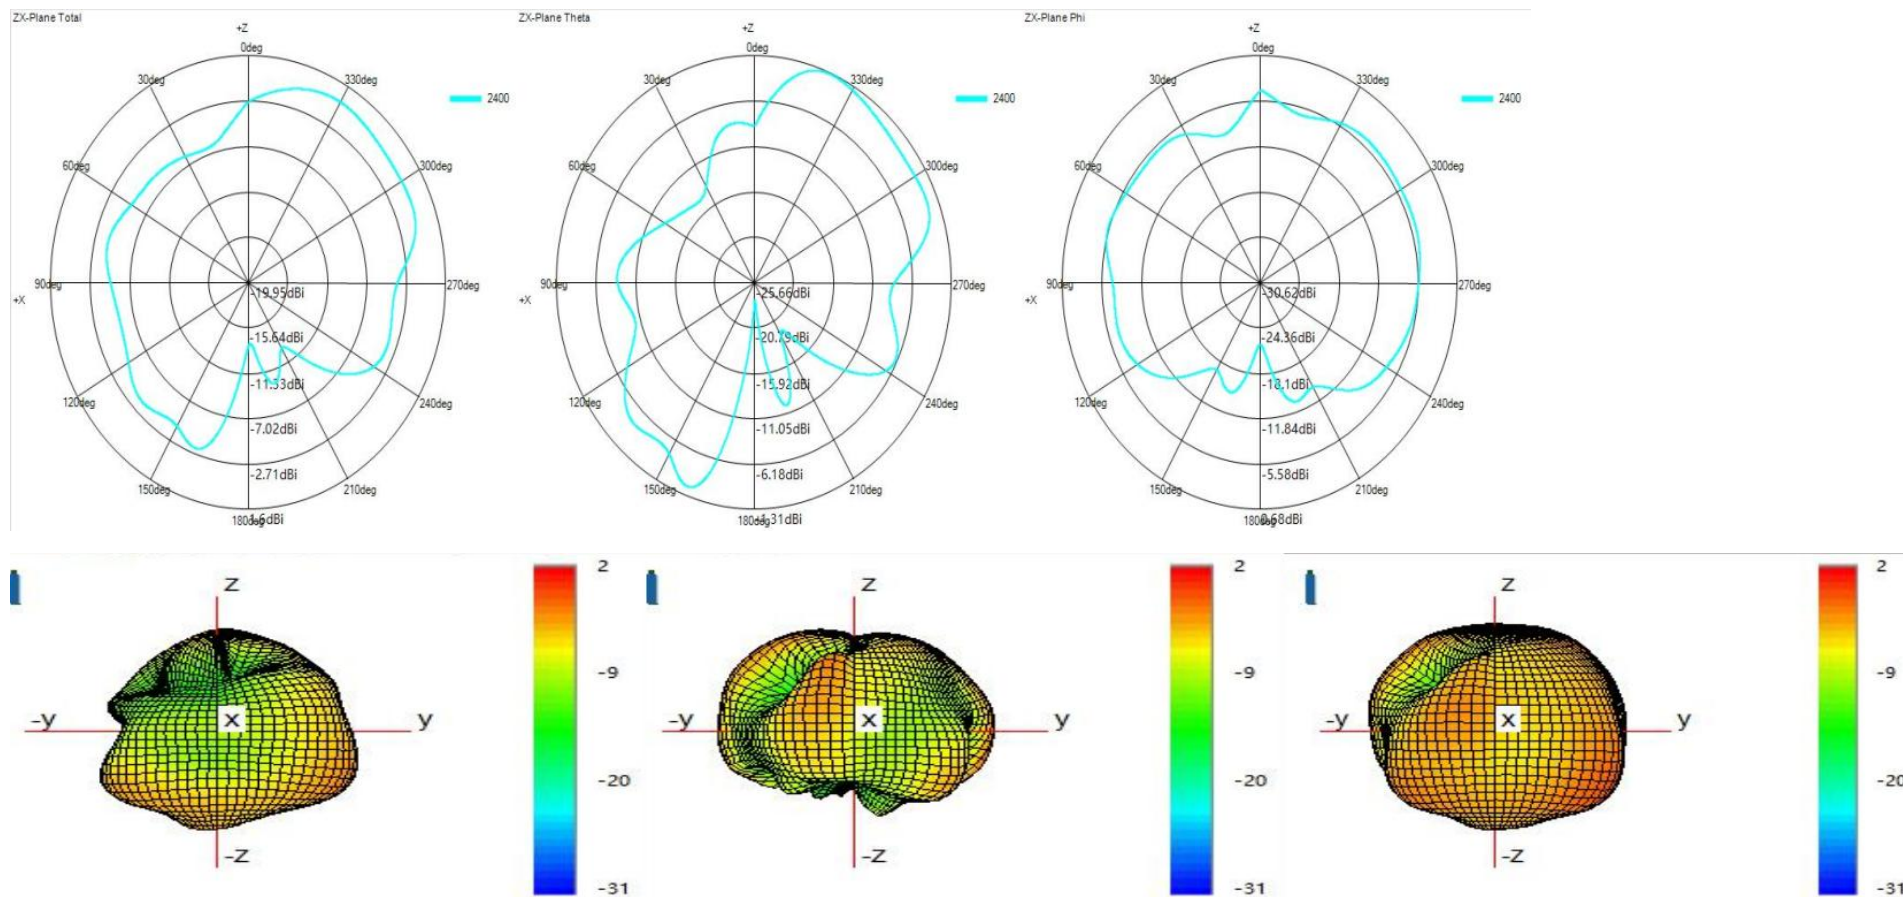 ZX-Plane Total
+Z
0deg
30deg
330deg
2400
60deg
300deg
+X
90deg
270deg
-19.95dBi
-15.64dBi
-11.33dBi
120deg
240deg
-7.02dBi
-2.71dBi
150deg
210deg
180deg
1.6dBi
ZX-Plane Theta
+Z
0deg
30deg
330deg
2400
60deg
300deg
+X
90deg
270deg
-25.66dBi
-20.79dBi
-15.92dBi
120deg
240deg
-11.05dBi
-6.18dBi
150deg
210deg
180deg
-1.31dBi
ZX-Plane Phi
+Z
0deg
30deg
330deg
2400
60deg
300deg
+X
90deg
270deg
-30.62dBi
-24.36dBi
-18.1dBi
120deg
240deg
-11.84dBi
-5.58dBi
150deg
210deg
180deg
0.68dBi
z
-y
x
y
-z
2
-9
-20
-31
z
-y
x
y
-z
2
-9
-20
-31
z
-y
x
y
-z
2
-9
-20
-31